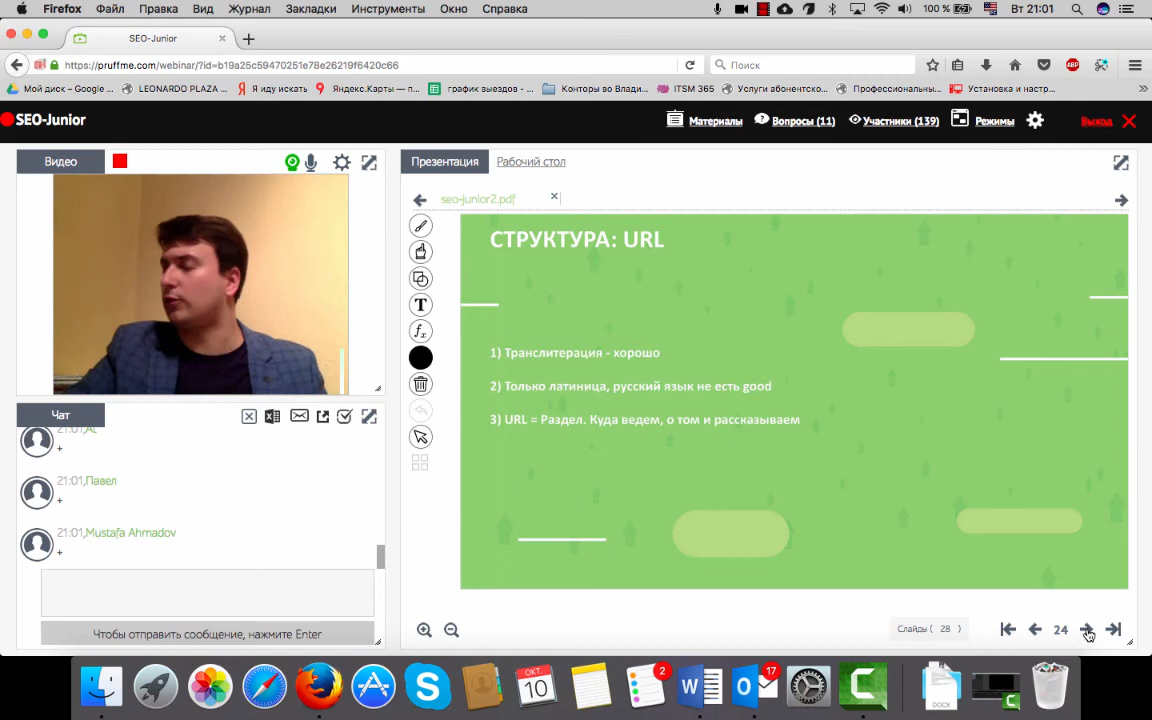 Firefox Файл Правка Вид Журнал Закладки Инструменты Окно Справка 100 % Вт 21:01
SEO-Junior
https://pruffme.com/webinar/?id=b19a25c59470251e78e26219f6420c66 Поиск
Мой диск – Google ... LEONARDO PLAZA ... Я иду искать Яндекс.Карты — п... график выездов - ... Конторы во Влади... ITSM 365 Услуги абонентско... Профессиональны... Установка и настр...
SEO-Junior Материалы Вопросы (11) Участники (139) Режимы Выход
Видео
Презентация Рабочий стол
seo-junior2.pdf
СТРУКТУРА: URL
1) Транслитерация - хорошо
2) Только латиница, русский язык не есть good
3) URL = Раздел. Куда ведем, о том и рассказываем
Чат
+
21:01,Павел
+
21:01,Mustafa Ahmadov
+
Чтобы отправить сообщение, нажмите Enter
Слайды ( 28 ) 24
ОКТ
10
2
17
DOCX